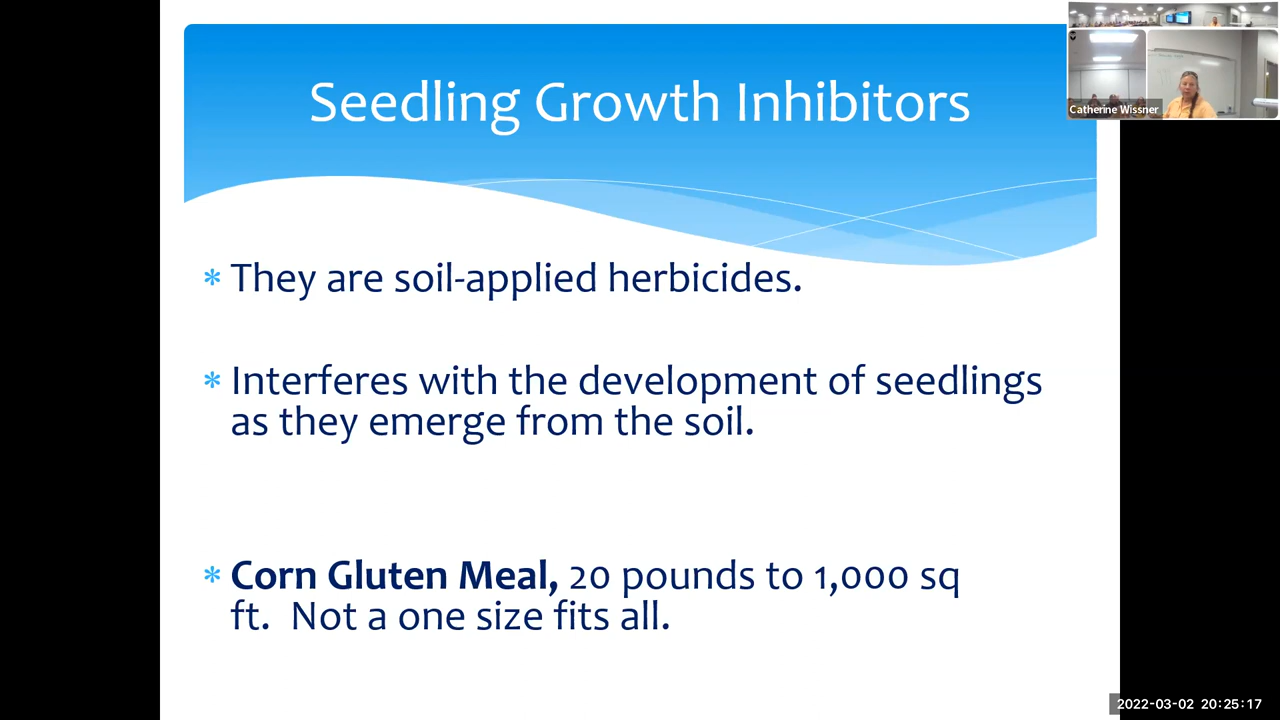 Seedling Growth Inhibitors
Catherine Wissner
* They are soil-applied herbicides.
* Interferes with the development of seedlings
as they emerge from the soil.
* Corn Gluten Meal, 20 pounds to 1,000 sq
ft.  Not a one size fits all.
2022-03-02 20:25:17